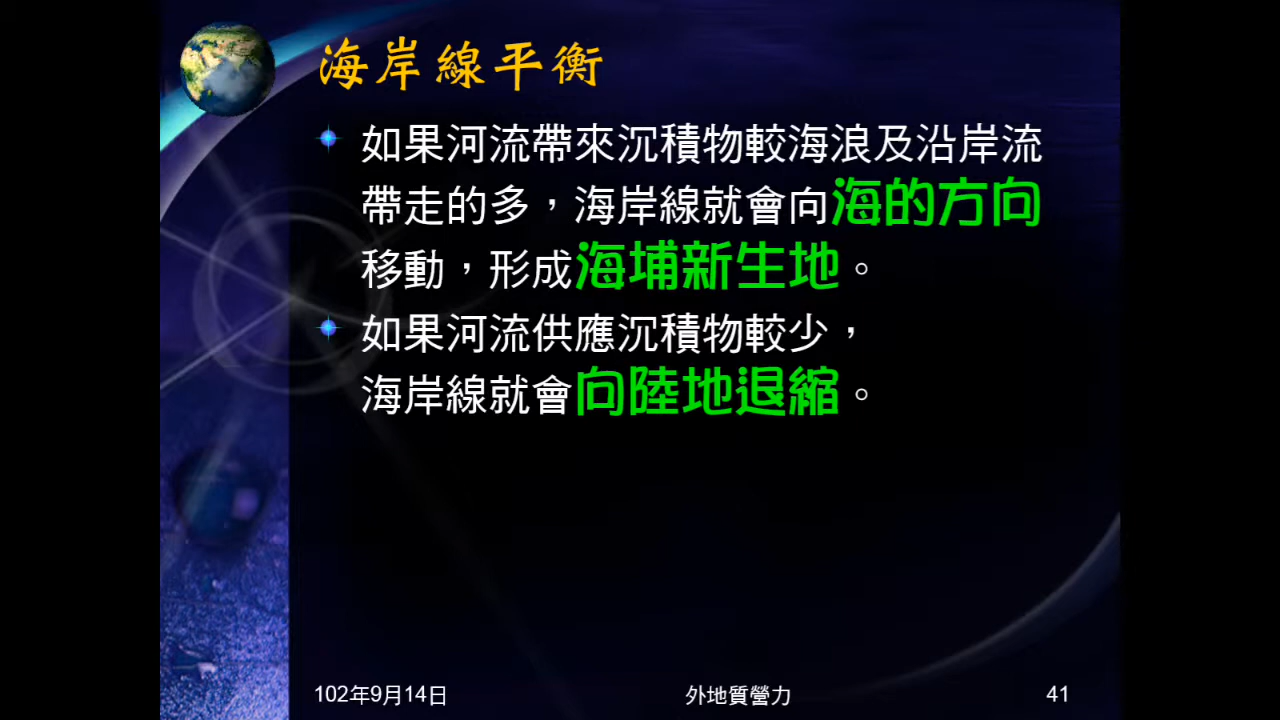 海岸線平衡
如果河流帶來沉積物較海浪及沿岸流
帶走的多，海岸線就會向海的方向
移動，形成海埔新生地。
如果河流供應沉積物較少，
海岸線就會向陸地退縮。
102年9月14日 外地質營力 41